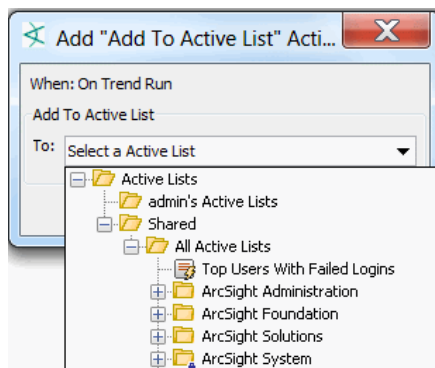 Add "Add To Active List" Acti...
When: On Trend Run
Add To Active List
To: Select a Active List
Active Lists
admin's Active Lists
Shared
All Active Lists
Top Users With Failed Logins
ArcSight Administration
ArcSight Foundation
ArcSight Solutions
ArcSight System